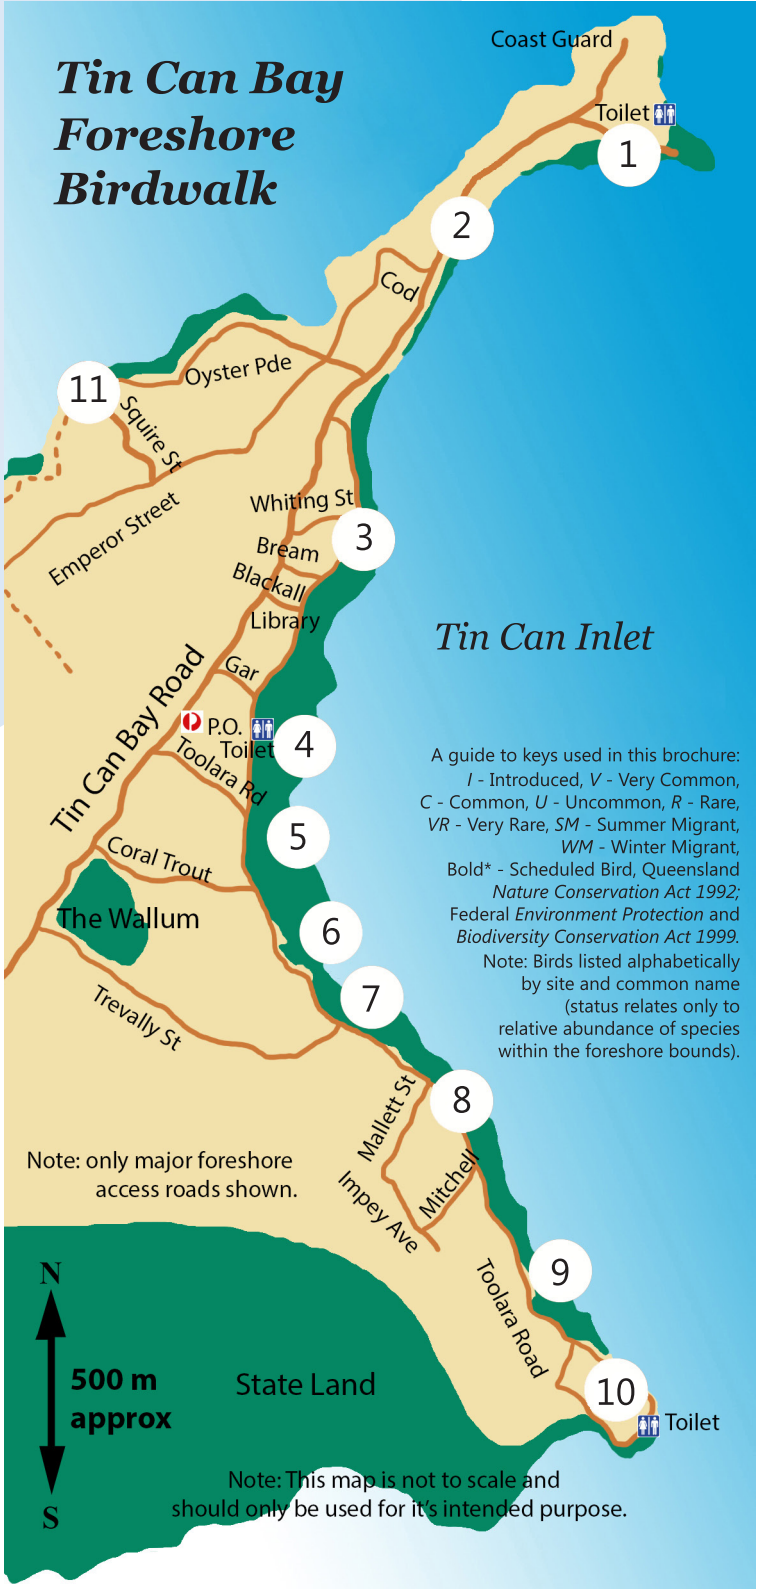 Coast Guard
Tin Can Bay
Foreshore
Birdwalk
Toilet
1
2
Cod
Oyster Pde
11
Squire St
Whiting St
Emperor Street
3
Bream
Blackall
Library
Tin Can Inlet
Gar
Tin Can Bay Road
P.O.
Toilet
4
Toolara Rd
A guide to keys used in this brochure:
I - Introduced, V - Very Common,
C - Common, U - Uncommon, R - Rare,
VR - Very Rare, SM - Summer Migrant,
WM - Winter Migrant,
Bold* - Scheduled Bird, Queensland
Nature Conservation Act 1992;
Federal Environment Protection and
Biodiversity Conservation Act 1999.
Note: Birds listed alphabetically
by site and common name
(status relates only to
relative abundance of species
within the foreshore bounds).
5
Coral Trout
The Wallum
6
7
Trevally St
8
Mallett St
Note: only major foreshore
access roads shown.
Mitchell
Impey Ave
9
Toolara Road
N
500 m
approx
S
State Land
10
Toilet
Note: This map is not to scale and
should only be used for it's intended purpose.